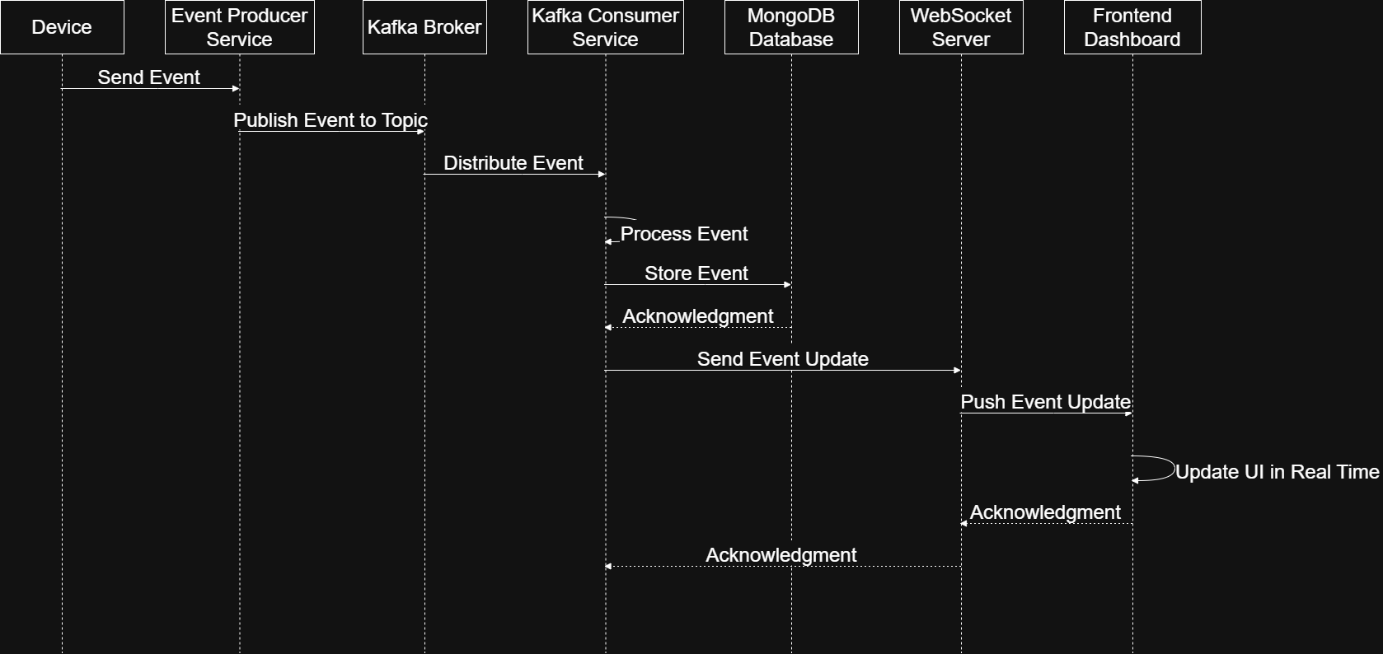 Device
Event Producer
Service
Kafka Broker
Kafka Consumer
Service
MongoDB
Database
WebSocket
Server
Frontend
Dashboard
Send Event
Publish Event to Topic
Distribute Event
Process Event
Store Event
Acknowledgment
Send Event Update
Push Event Update
Update UI in Real Time
Acknowledgment
Acknowledgment